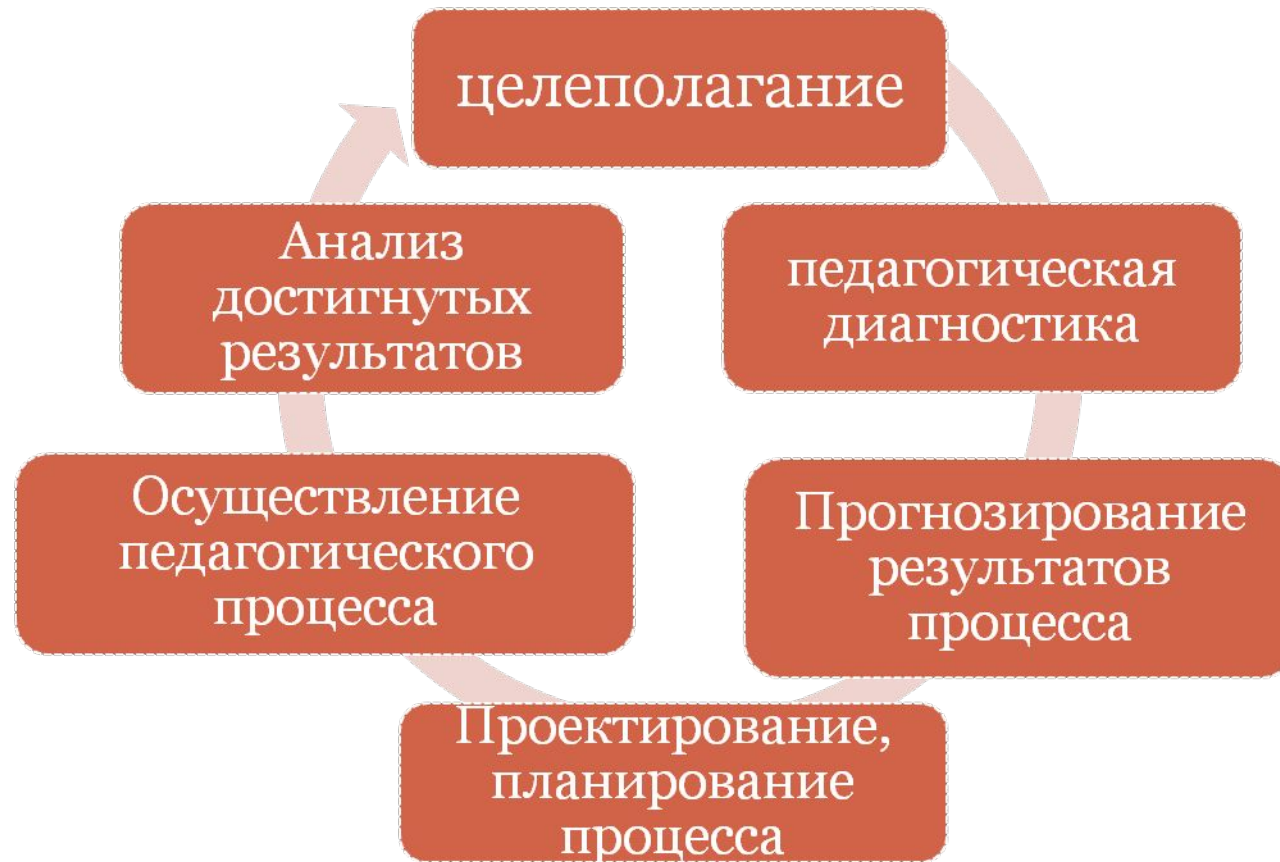 целеполагание
педагогическая
диагностика
Прогнозирование
результатов
процесса
Проектирование,
планирование
процесса
Осуществление
педагогического
процесса
Анализ
достигнутых
результатов